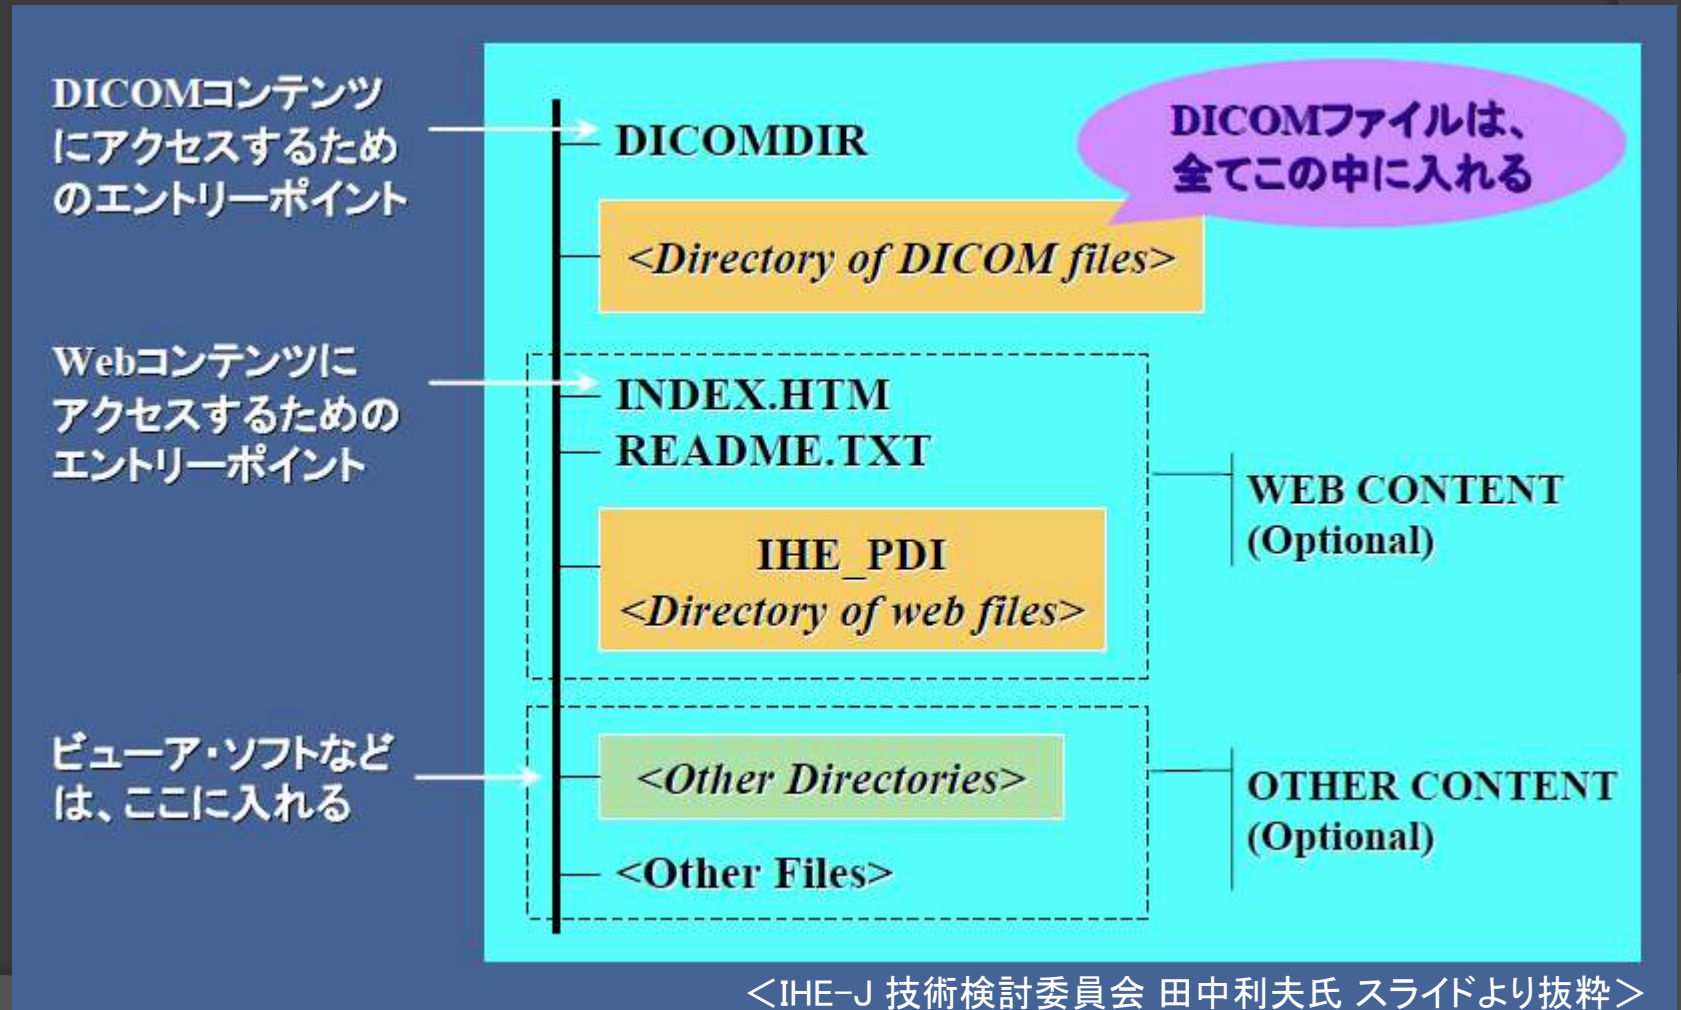 DICOMコンテンツ
にアクセスするため
のエントリーポイント
DICOMDIR
DICOMファイルは、
全てこの中に入れる
<Directory of DICOM files>
Webコンテンツに
アクセスするための
エントリーポイント
INDEX.HTM
README.TXT
IHE_PDI
<Directory of web files>
WEB CONTENT
(Optional)
ビューア・ソフトなど
は、ここに入れる
<Other Directories>
<Other Files>
OTHER CONTENT
(Optional)
＜IHE-J 技術検討委員会 田中利夫氏 スライドより抜粋＞